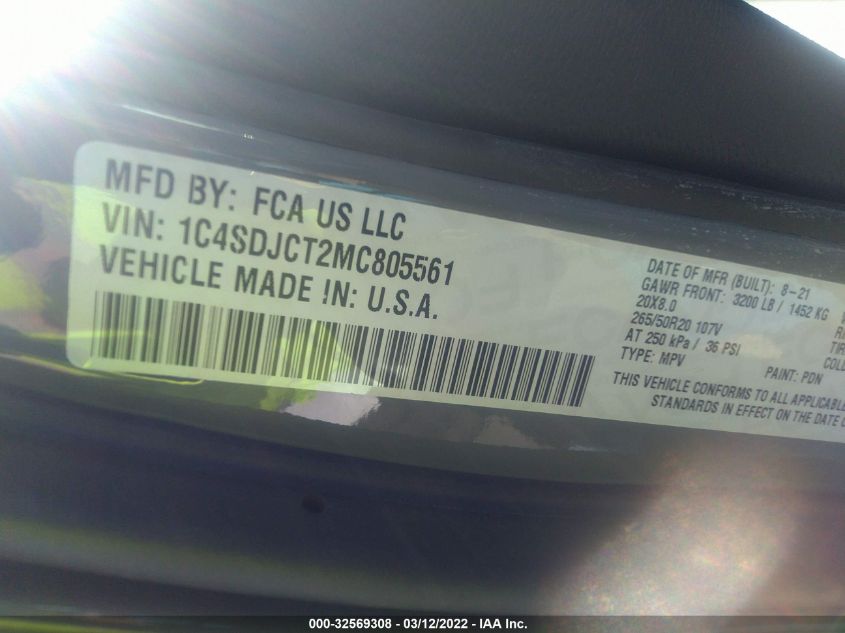 MFD BY: FCA US LLC
VIN: 1C4SDJCT2MC805561
VEHICLE MADE IN: U.S.A.
DATE OF MFR (BUILT): 8-21
GAWR FRONT: 3200 LB / 1452 KG
20X8.0
265/50R20 107V
AT 250 kPa / 36 PSI
TYPE: MPV
PAINT: PDN
THIS VEHICLE CONFORMS TO ALL APPLICABLE
STANDARDS IN EFFECT ON THE DATE
000-32569308 - 03/12/2022 - IAA Inc.